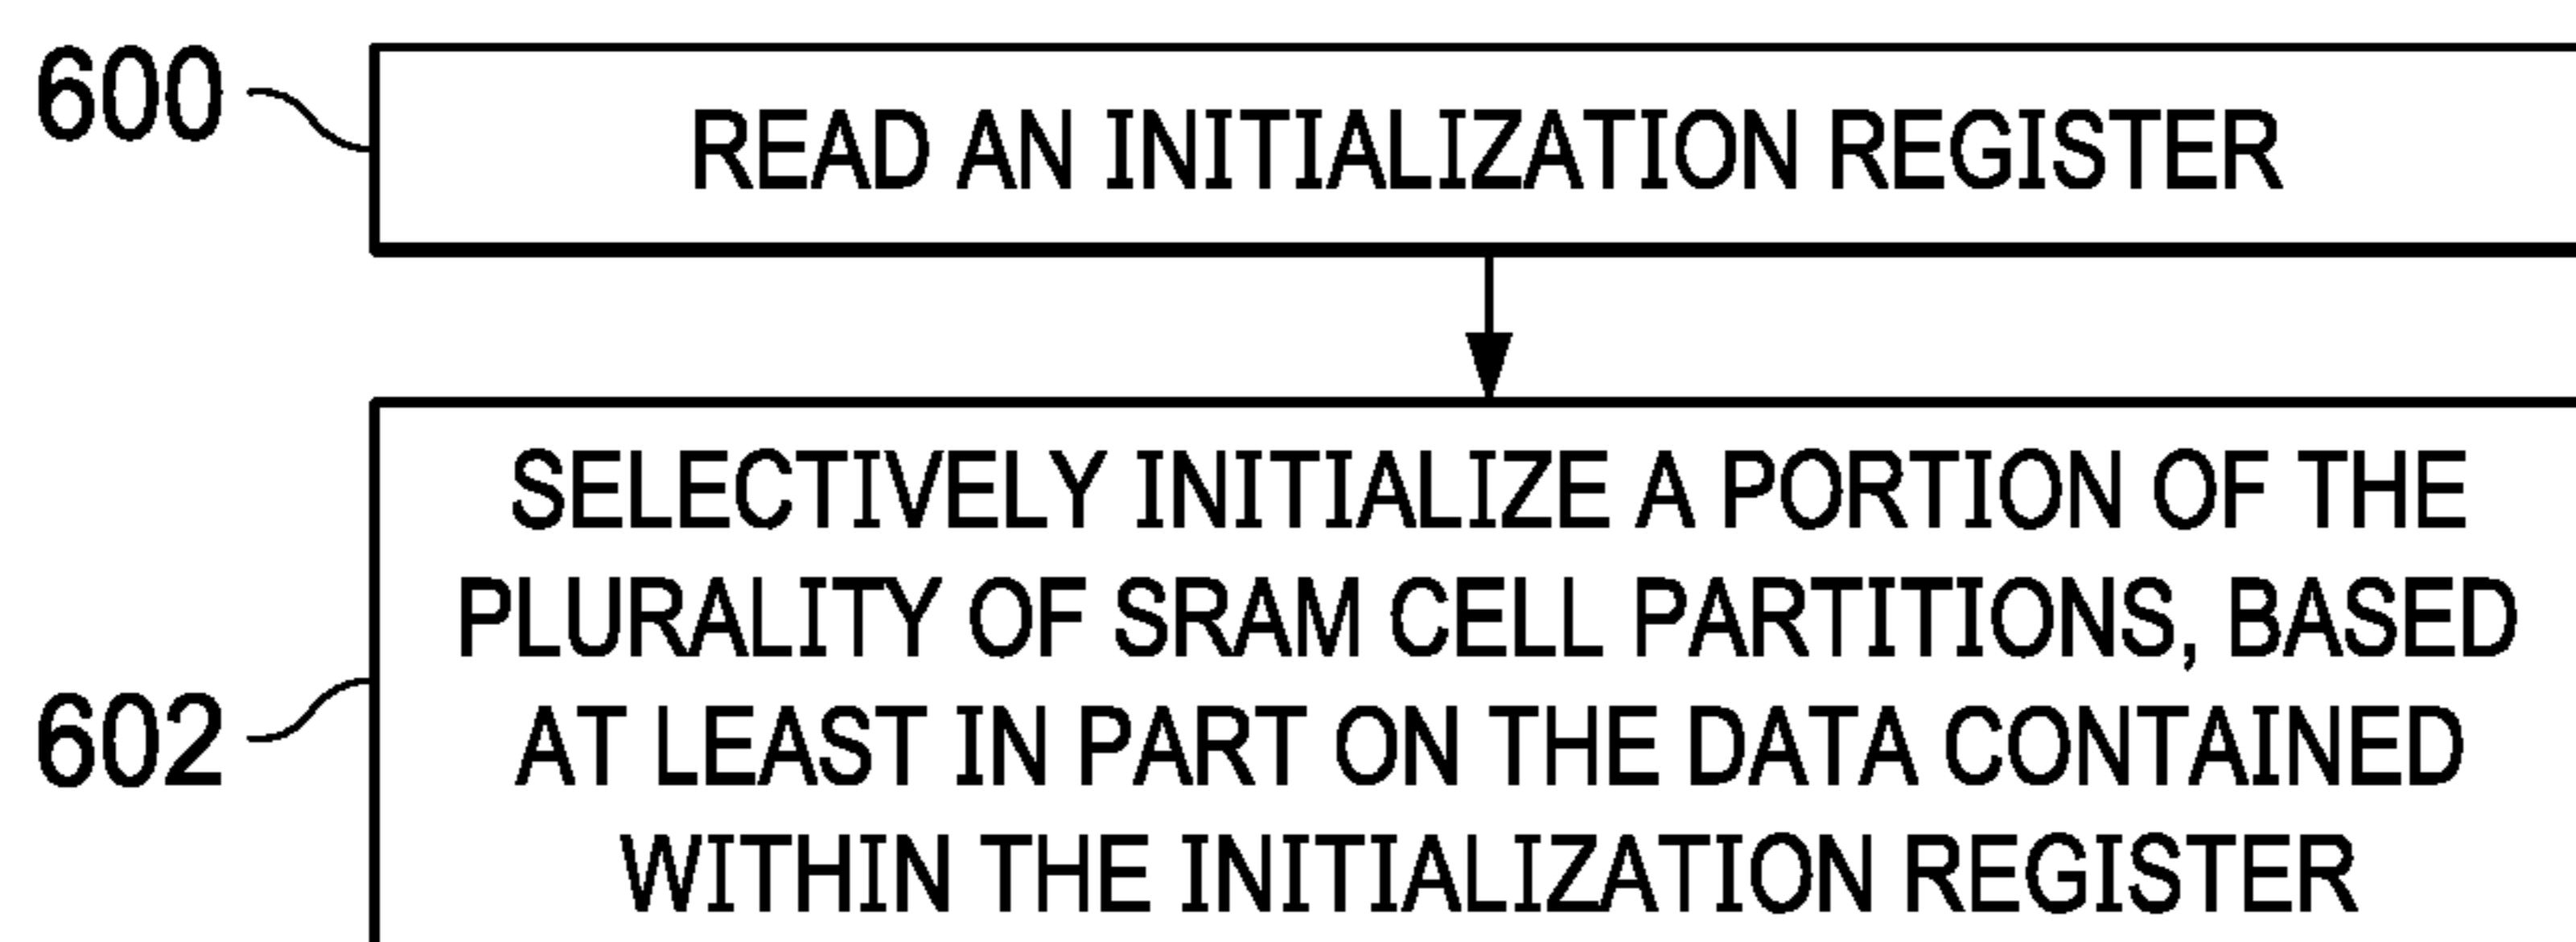 600
READ AN INITIALIZATION REGISTER
SELECTIVELY INITIALIZE A PORTION OF THE
PLURALITY OF SRAM CELL PARTITIONS, BASED
602
AT LEAST IN PART ON THE DATA CONTAINED
WITHIN THE INITIALIZATION REGISTER